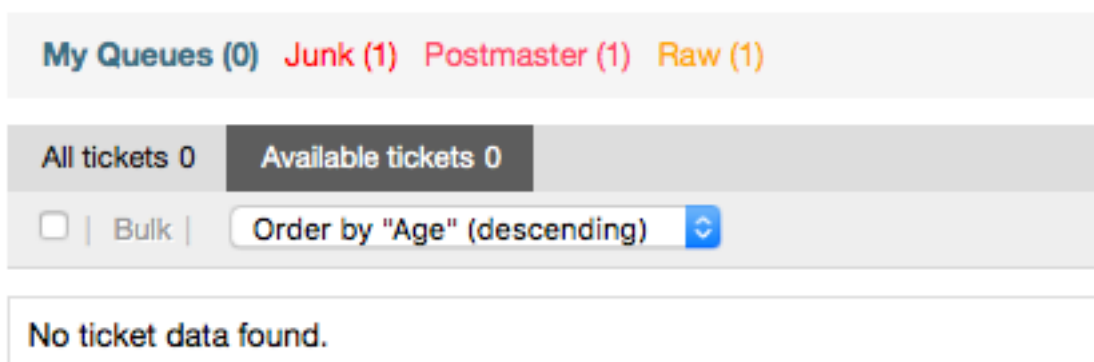 My Queues (0) Junk (1) Postmaster (1) Raw (1)
All tickets 0 Available tickets 0
| Bulk | Order by "Age" (descending)
No ticket data found.